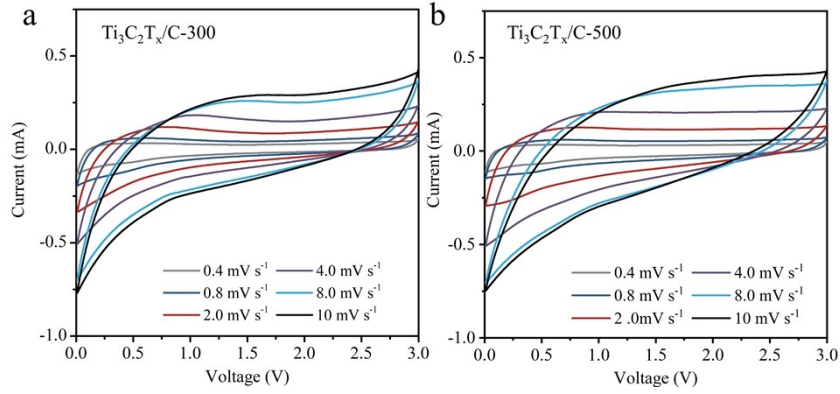 a
Ti₃C₂Tₓ/C-300
Current (mA)
0.5
0.0
-0.5
-1.0
0.4 mV s⁻¹
4.0 mV s⁻¹
0.8 mV s⁻¹
8.0 mV s⁻¹
2.0 mV s⁻¹
10 mV s⁻¹
0.0 0.5 1.0 1.5 2.0 2.5 3.0
Voltage (V)
b
Ti₃C₂Tₓ/C-500
Current (mA)
0.5
0.0
-0.5
-1.0
0.4 mV s⁻¹
4.0 mV s⁻¹
0.8 mV s⁻¹
8.0 mV s⁻¹
2 .0mV s⁻¹
10 mV s⁻¹
0.0 0.5 1.0 1.5 2.0 2.5 3.0
Voltage (V)